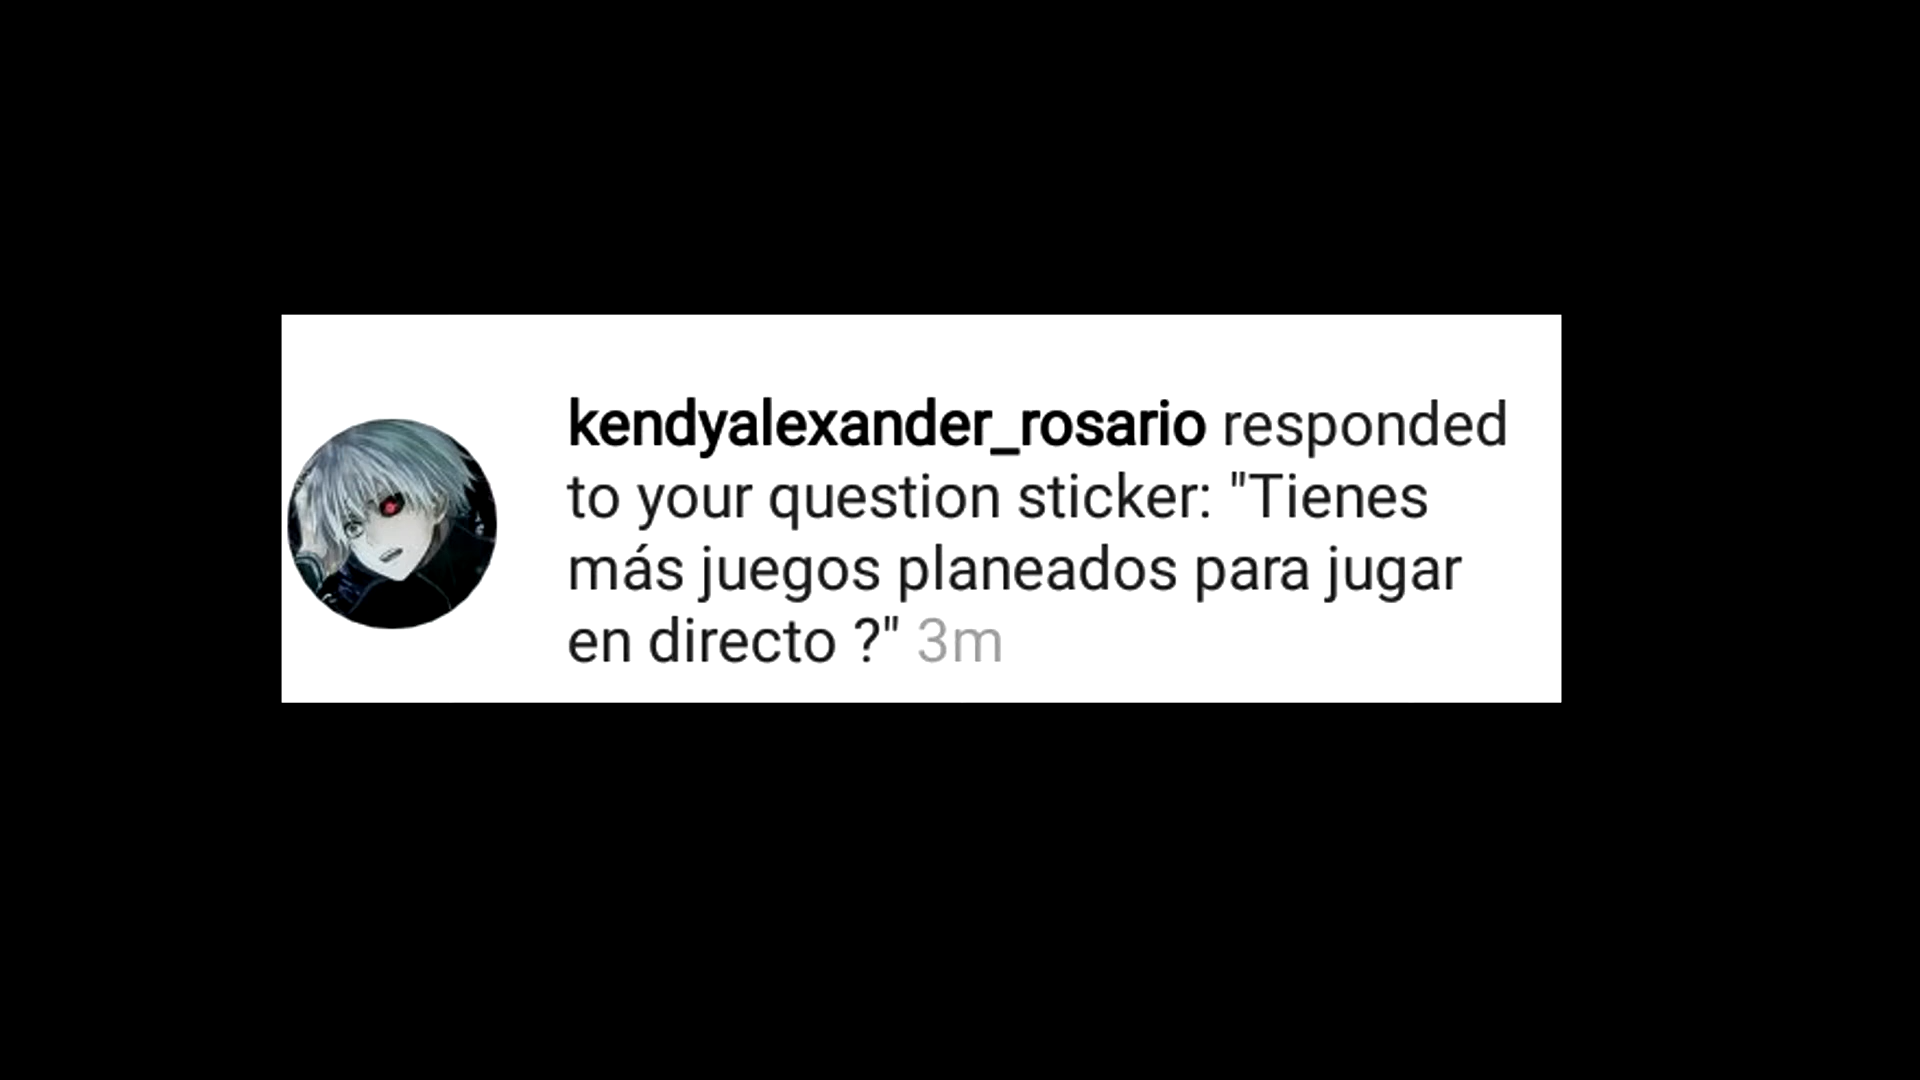 kendyalexander_rosario responded
to your question sticker: "Tienes
más juegos planeados para jugar
en directo ?" 3m